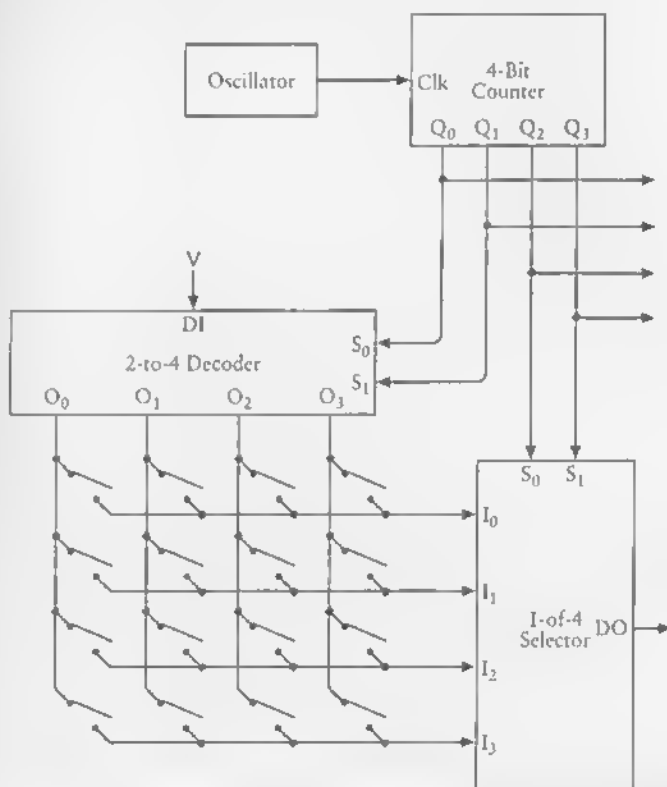 Oscillator
Clk
4-Bit
Counter
Q0 Q1 Q2 Q3
V
DI
2-to-4 Decoder
S0
S1
O0 O1 O2 O3
S0 S1
I0
I1
1-of-4
Selector
DO
I2
I3